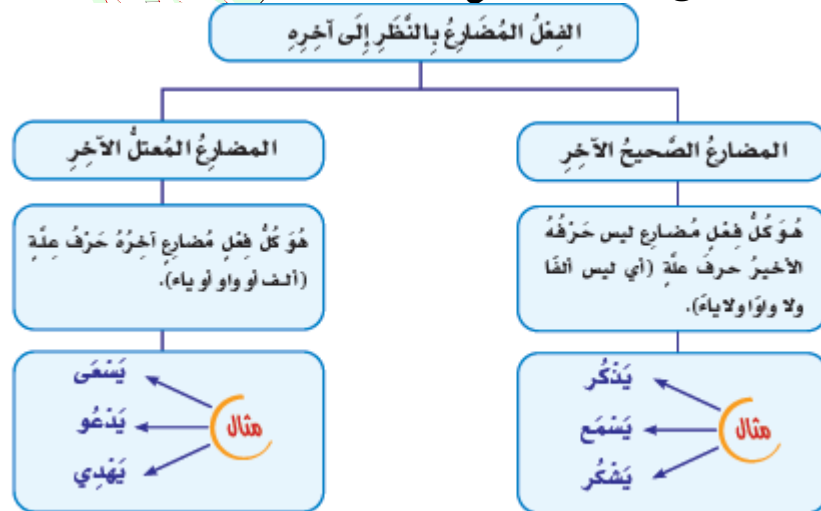 الفِعْلُ المُضَارِعُ بِالنَّظَرِ إِلَى آخِرِهِ
المضارعُ الصَّحيحُ الآخِرِ
هُوَ كُلُّ فِعْلٍ مُضارِعٍ ليس حَرْفُهُ
الأخيرُ حرفَ علَّةٍ (أي ليس ألفًا
ولا واوًا ولا ياءً).
مثال
يَذْكُر
يَسْمَع
يَشْكُر
المضارِعُ المُعتلُّ الآخِرِ
هُوَ كُلُّ فِعْلٍ مُضارِعٍ آخِرُهُ حَرْفُ عِلَّةٍ
(ألف أو واو أو ياء).
مثال
يَسْعَى
يَدْعُو
يَهْدِي